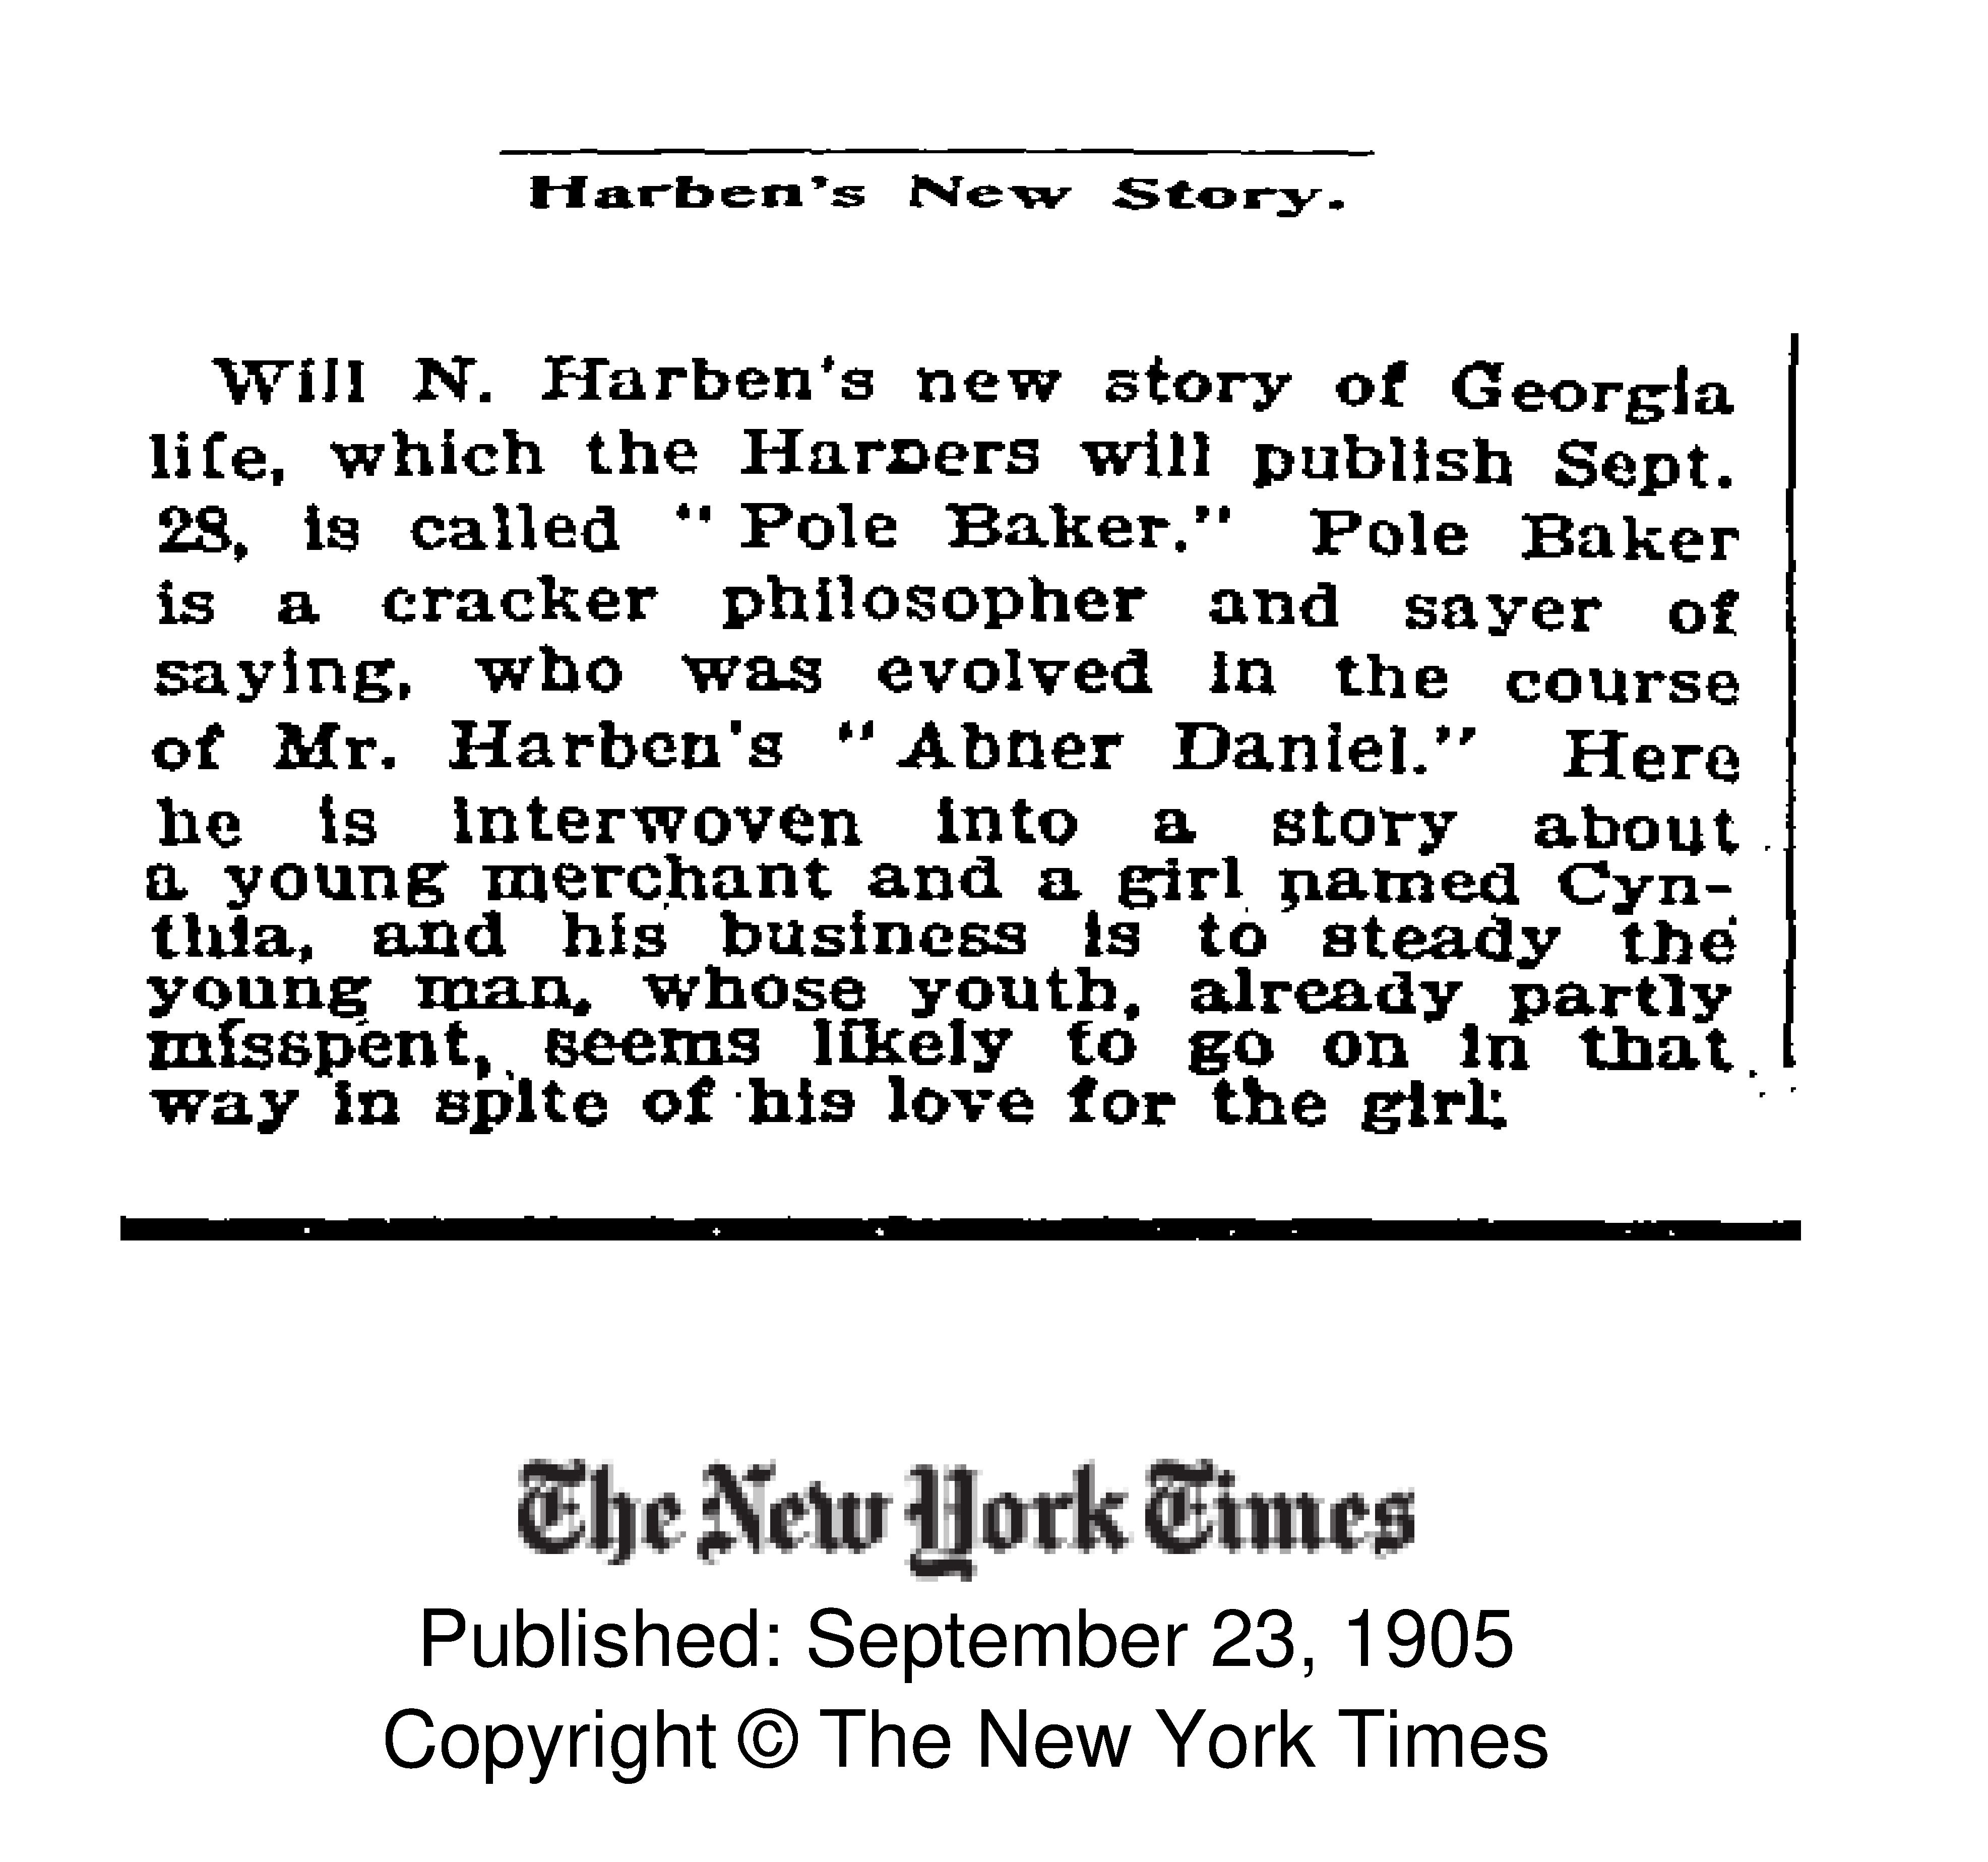 Harben's New Story.
Will N. Harben's new story of Georgia
life, which the Harpers will publish Sept.
28, is called "Pole Baker." Pole Baker
is a cracker philosopher and sayer of
saying, who was evolved in the course
of Mr. Harben's "Abner Daniel." Here
he is interwoven into a story about
a young merchant and a girl named Cyn-
thia, and his business is to steady the
young man, whose youth, already partly
misspent, seems likely to go on in that
way in spite of his love for the girl.
The New York Times
Published: September 23, 1905
Copyright © The New York Times